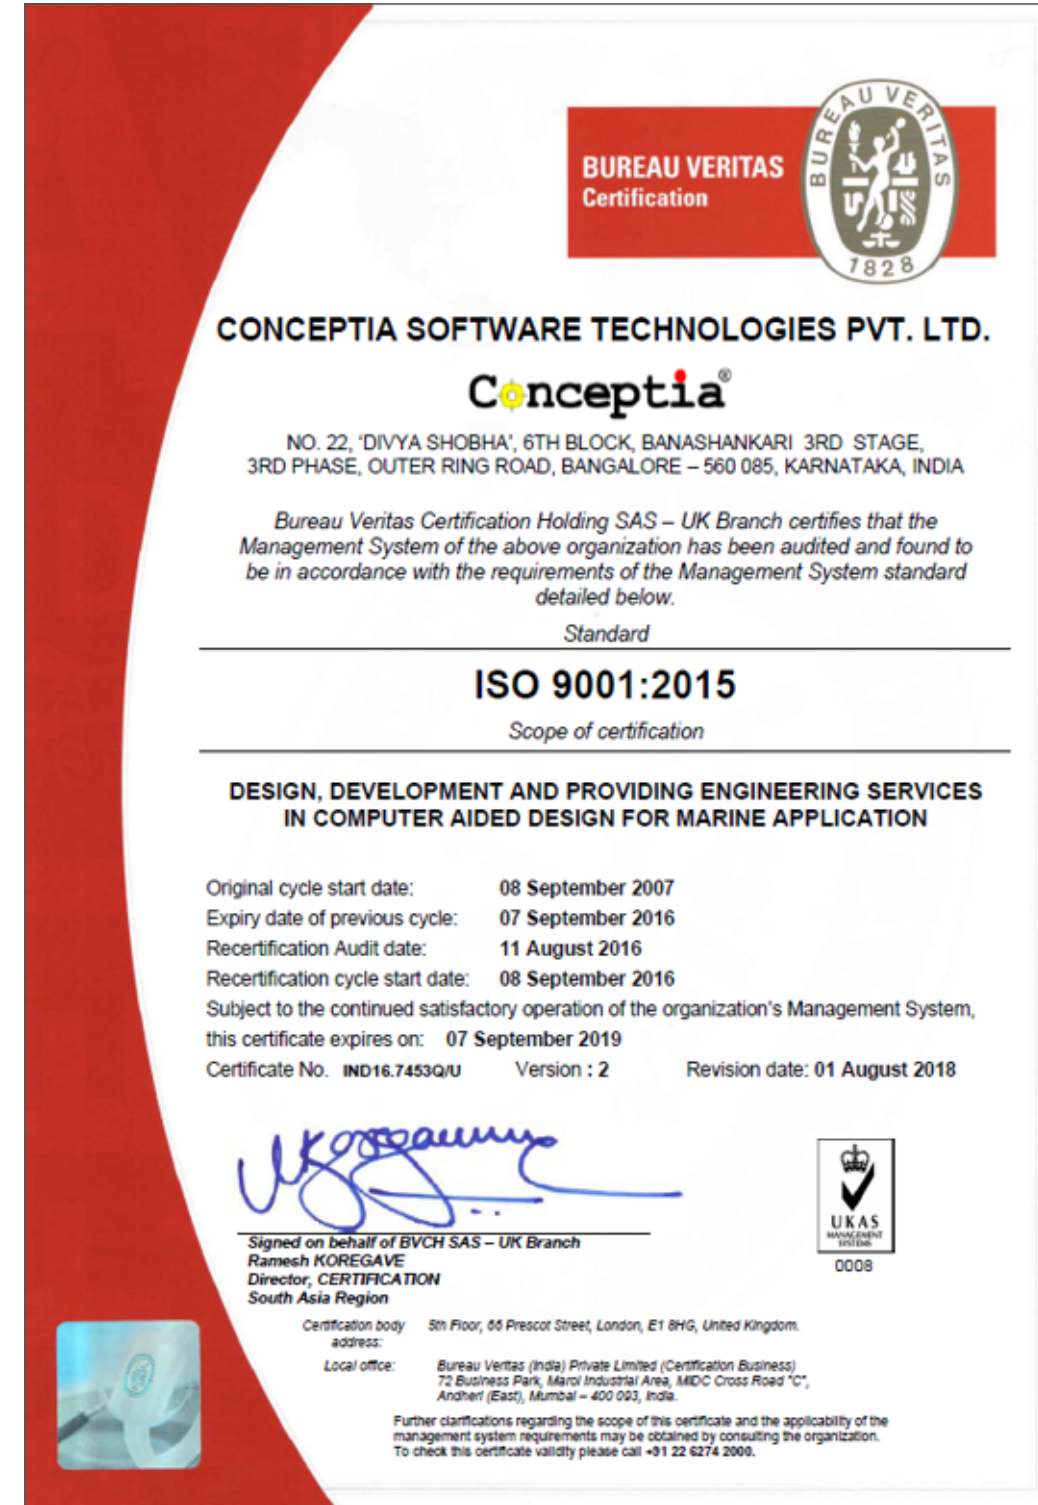 BUREAU VERITAS
Certification
BUREAU VERITAS
1828
CONCEPTIA SOFTWARE TECHNOLOGIES PVT. LTD.
Conceptia®
NO. 22, 'DIVYA SHOBHA', 6TH BLOCK, BANASHANKARI 3RD STAGE,
3RD PHASE, OUTER RING ROAD, BANGALORE – 560 085, KARNATAKA, INDIA
Bureau Veritas Certification Holding SAS – UK Branch certifies that the
Management System of the above organization has been audited and found to
be in accordance with the requirements of the Management System standard
detailed below.
Standard
ISO 9001:2015
Scope of certification
DESIGN, DEVELOPMENT AND PROVIDING ENGINEERING SERVICES
IN COMPUTER AIDED DESIGN FOR MARINE APPLICATION
Original cycle start date: 08 September 2007
Expiry date of previous cycle: 07 September 2016
Recertification Audit date: 11 August 2016
Recertification cycle start date: 08 September 2016
Subject to the continued satisfactory operation of the organization's Management System,
this certificate expires on: 07 September 2019
Certificate No. IND16.7453Q/U Version : 2 Revision date: 01 August 2018
Signed on behalf of BVCH SAS – UK Branch
Ramesh KOREGAVE
Director, CERTIFICATION
South Asia Region
UKAS
MANAGEMENT
SYSTEMS
0008
Certification body address: 5th Floor, 66 Prescot Street, London, E1 8HG, United Kingdom.
Local office: Bureau Veritas (India) Private Limited (Certification Business)
72 Business Park, Marol Industrial Area, MIDC Cross Road "C",
Andheri (East), Mumbai – 400 093, India.
Further clarifications regarding the scope of this certificate and the applicability of the
management system requirements may be obtained by consulting the organization.
To check this certificate validity please call +91 22 6274 2000.